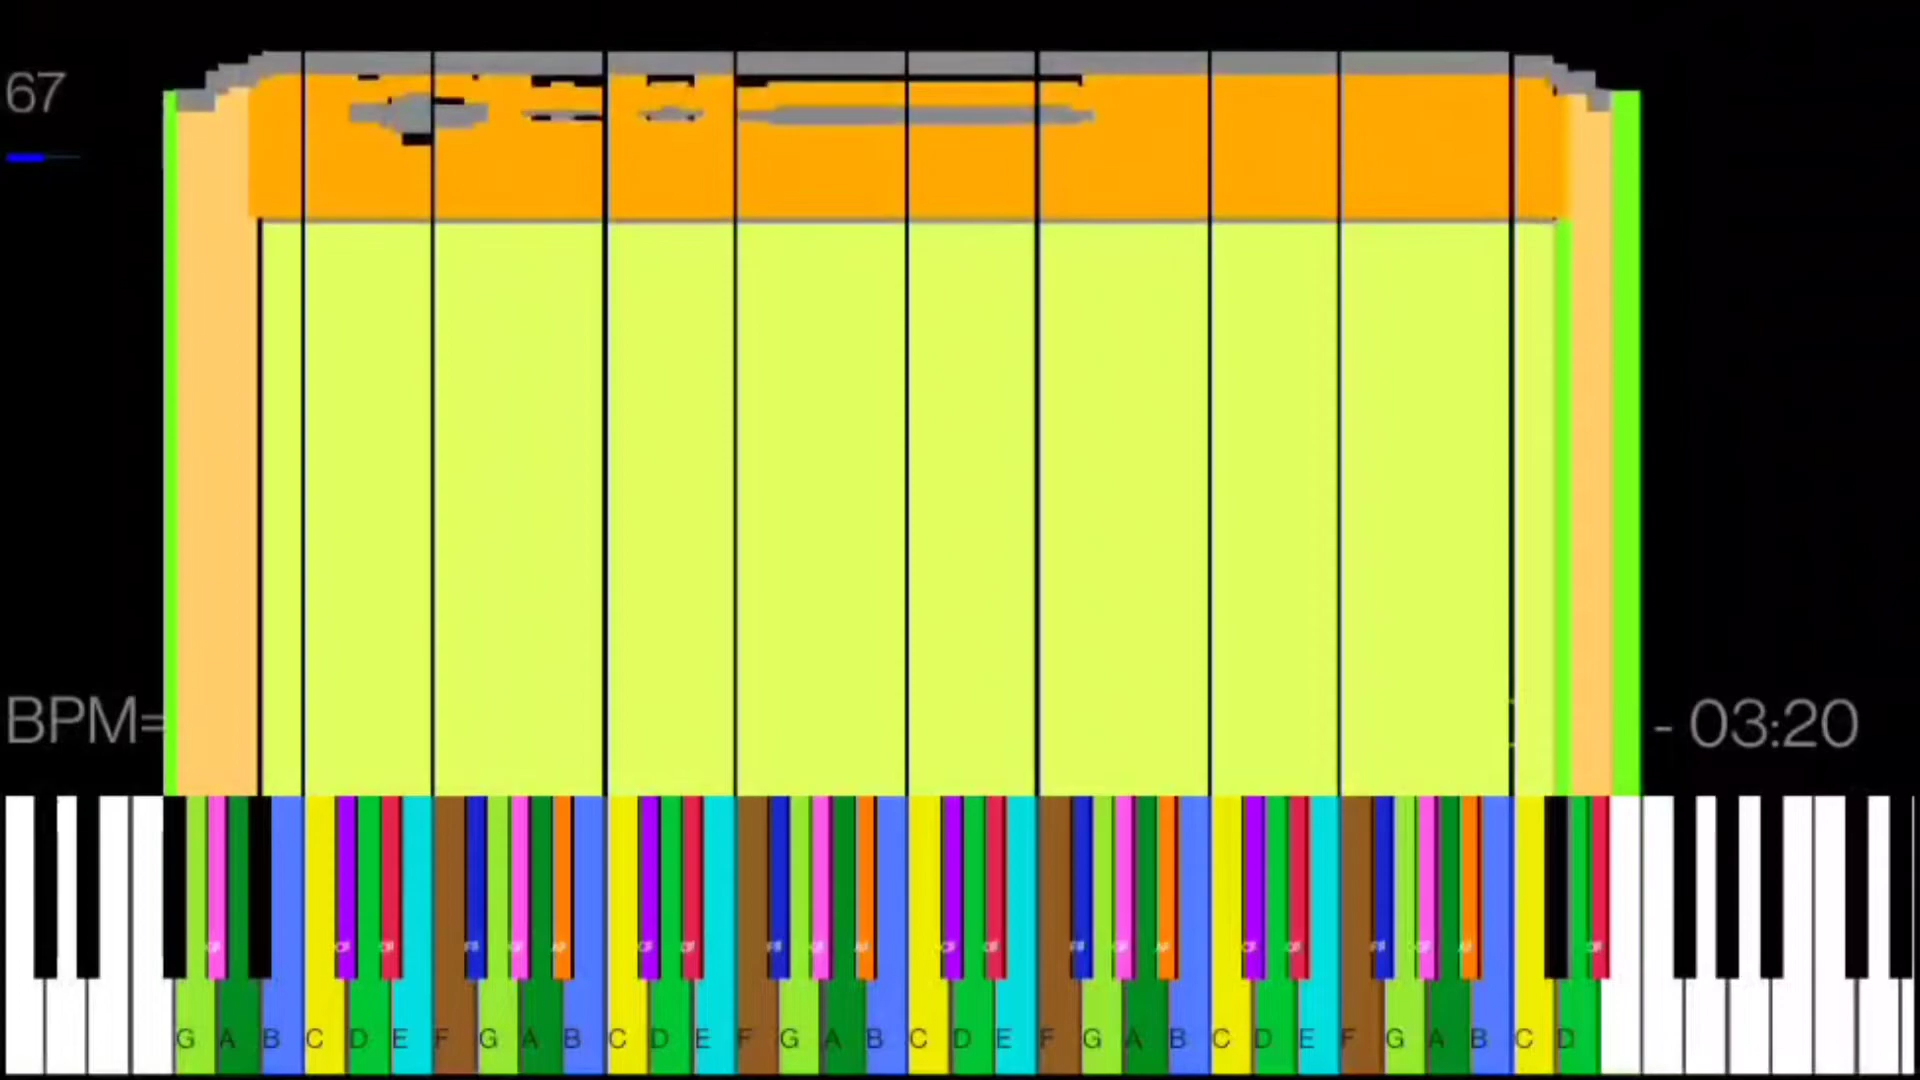 67
BPM=
- 03:20
G# C# D# F# G# A# C# D# F# G# A# C# D# F# G# A# C# D# F# G# A# D#
G A B C D E F G A B C D E F G A B C D E F G A B C D E F G A B C D